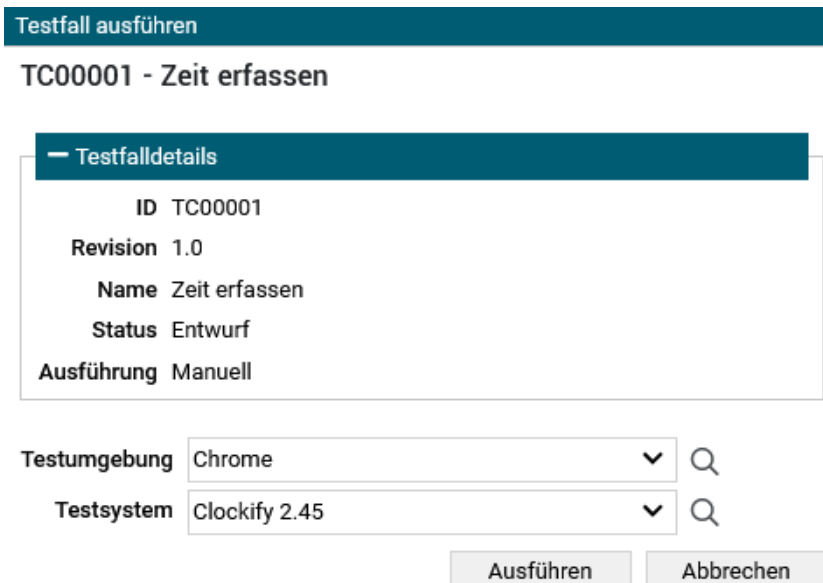 Testfall ausführen
TC00001 - Zeit erfassen
Testfalldetails
ID TC00001
Revision 1.0
Name Zeit erfassen
Status Entwurf
Ausführung Manuell
Testumgebung Chrome
Testsystem Clockify 2.45
Ausführen Abbrechen